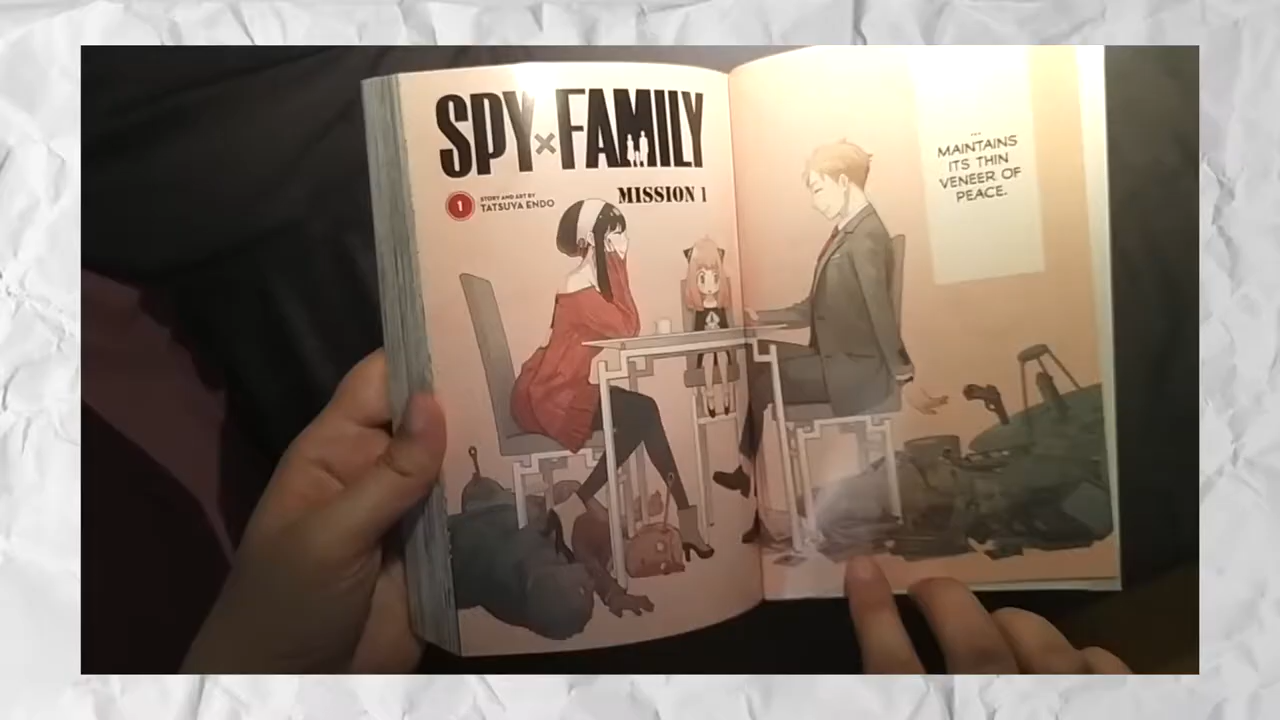 SPY×FAMILY
1
STORY AND ART BY
TATSUYA ENDO
MISSION 1
...
MAINTAINS
ITS THIN
VENEER OF
PEACE.